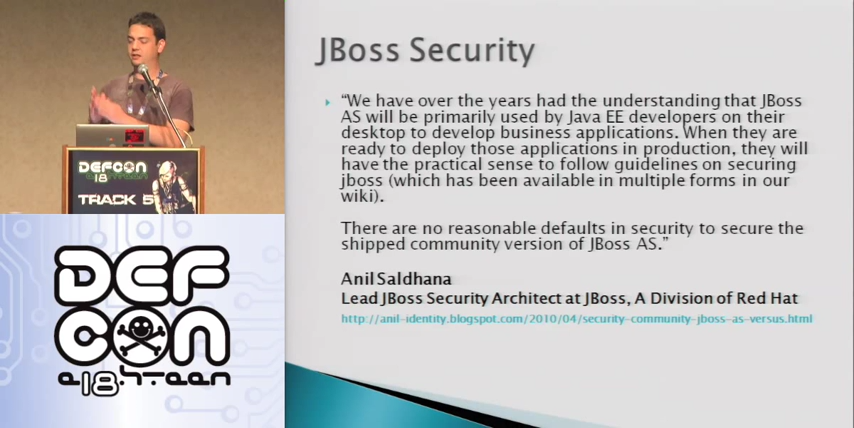 JBoss Security
“We have over the years had the understanding that JBoss
AS will be primarily used by Java EE developers on their
desktop to develop business applications. When they are
ready to deploy those applications in production, they will
have the practical sense to follow guidelines on securing
jboss (which has been available in multiple forms in our
wiki).
There are no reasonable defaults in security to secure the
shipped community version of JBoss AS.”
Anil Saldhana
Lead JBoss Security Architect at JBoss, A Division of Red Hat
http://anil-identity.blogspot.com/2010/04/security-community-jboss-as-versus.html
DEFCON
18
TRACK 5
DEF
CON
e18hteen